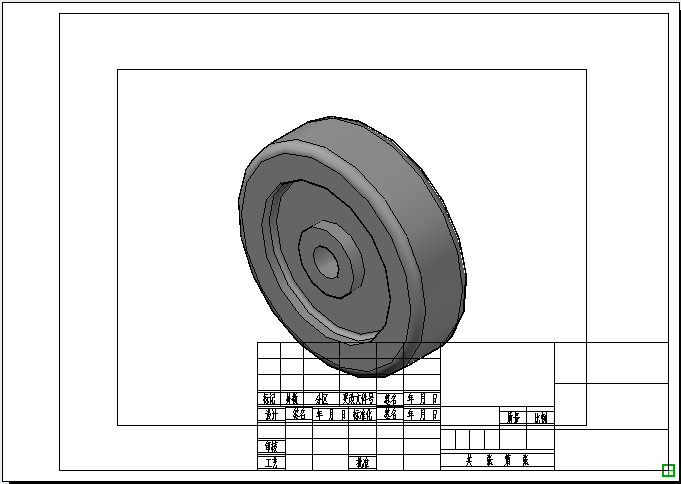 标记 处数 分区 更改文件号 签名 年 月 日
设计 签名 年 月 日 标准化 签名 年 月 日
质量 比例
审核
共 张 第 张
工艺 批准